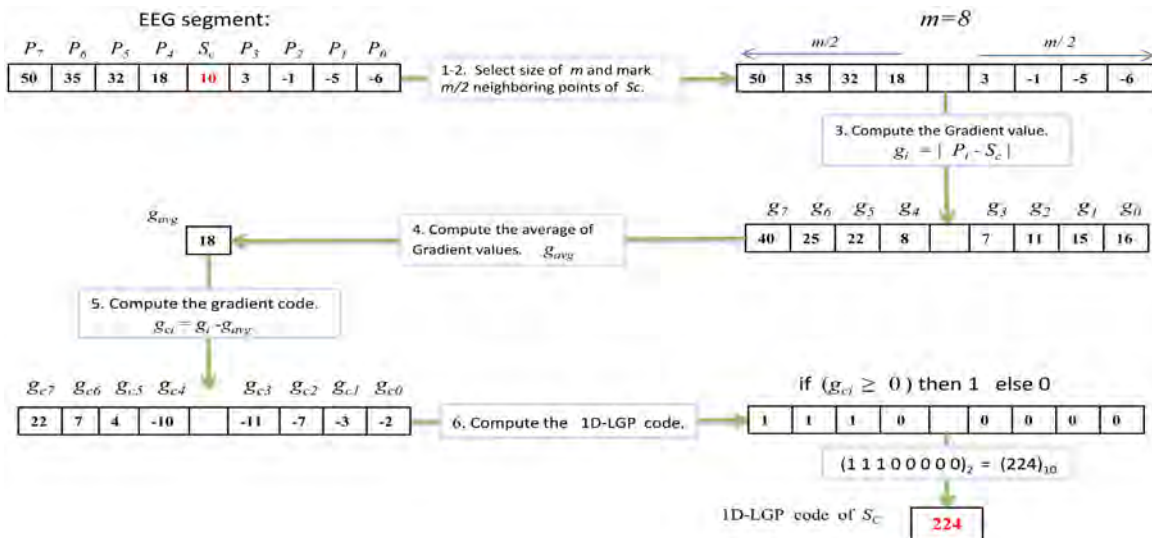 EEG segment:
m=8
P7 P6 P5 P4 Sc P3 P2 P1 P0
50 35 32 18 10 3 -1 -5 -6
1-2. Select size of m and mark
m/2 neighboring points of Sc.
m/2 m/2
50 35 32 18 3 -1 -5 -6
3. Compute the Gradient value.
gi = | Pi - Sc |
g7 g6 g5 g4 g3 g2 g1 g0
40 25 22 8 7 11 15 16
4. Compute the average of
Gradient values. gavg
gavg
18
5. Compute the gradient code.
gci = gi -gavg
gc7 gc6 gc5 gc4 gc3 gc2 gc1 gc0
22 7 4 -10 -11 -7 -3 -2
6. Compute the 1D-LGP code.
if (gci ≥ 0) then 1 else 0
1 1 1 0 0 0 0 0
(1 1 1 0 0 0 0 0)2 = (224)10
1D-LGP code of SC
224